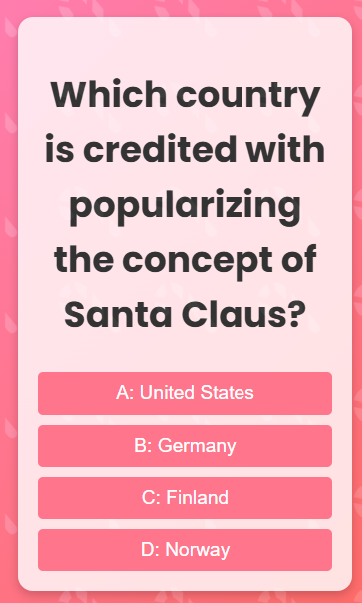 Which country
is credited with
popularizing
the concept of
Santa Claus?
A: United States
B: Germany
C: Finland
D: Norway